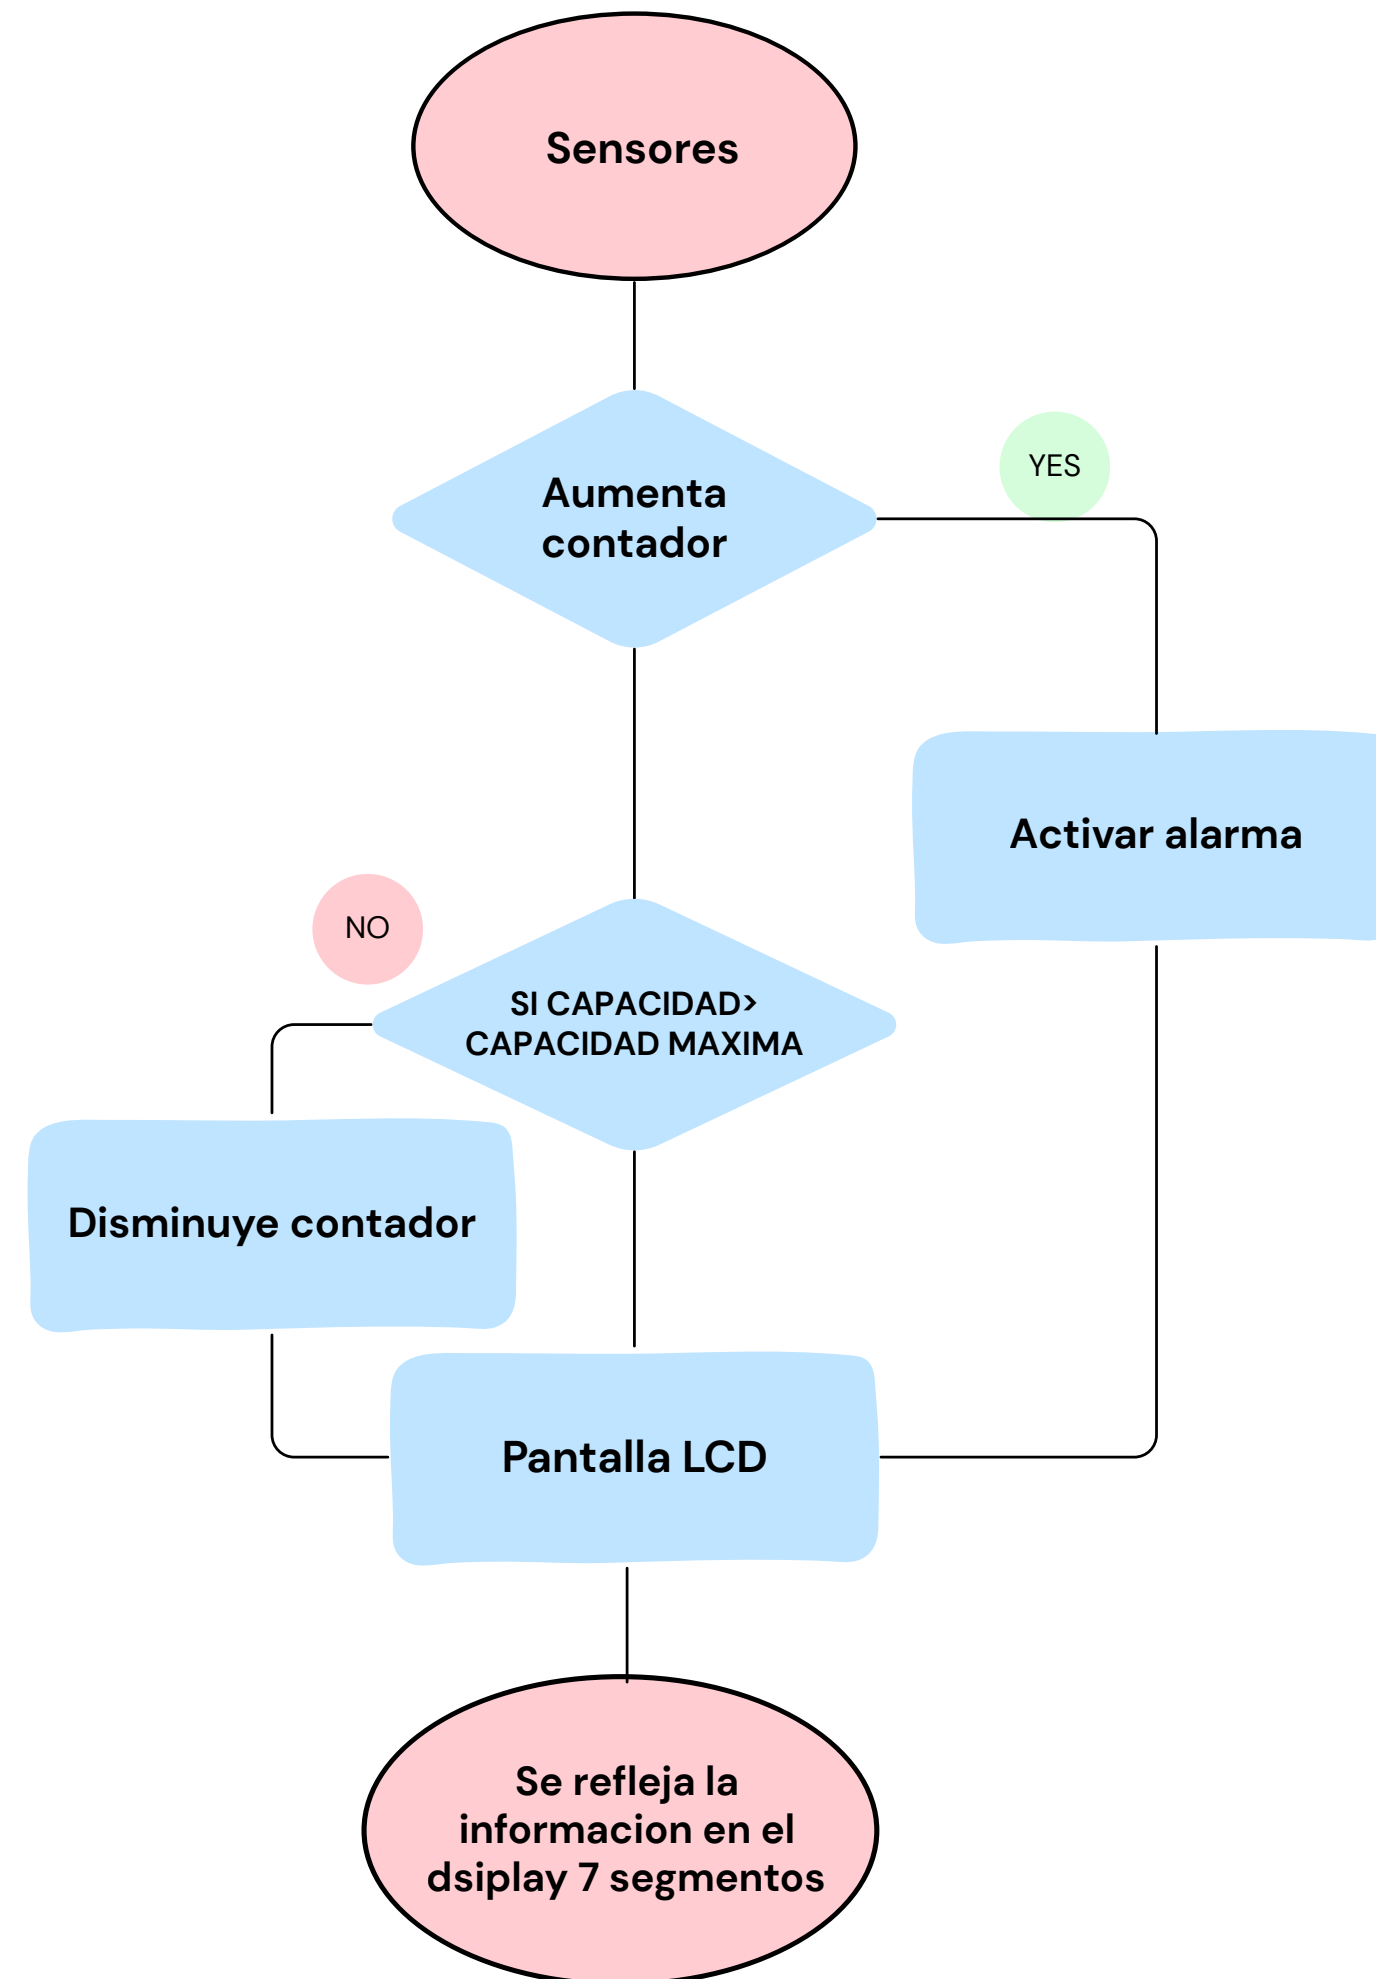 Sensores
Aumenta
contador
YES
Activar alarma
NO
SI CAPACIDAD>
CAPACIDAD MAXIMA
Disminuye contador
Pantalla LCD
Se refleja la
informacion en el
dsiplay 7 segmentos